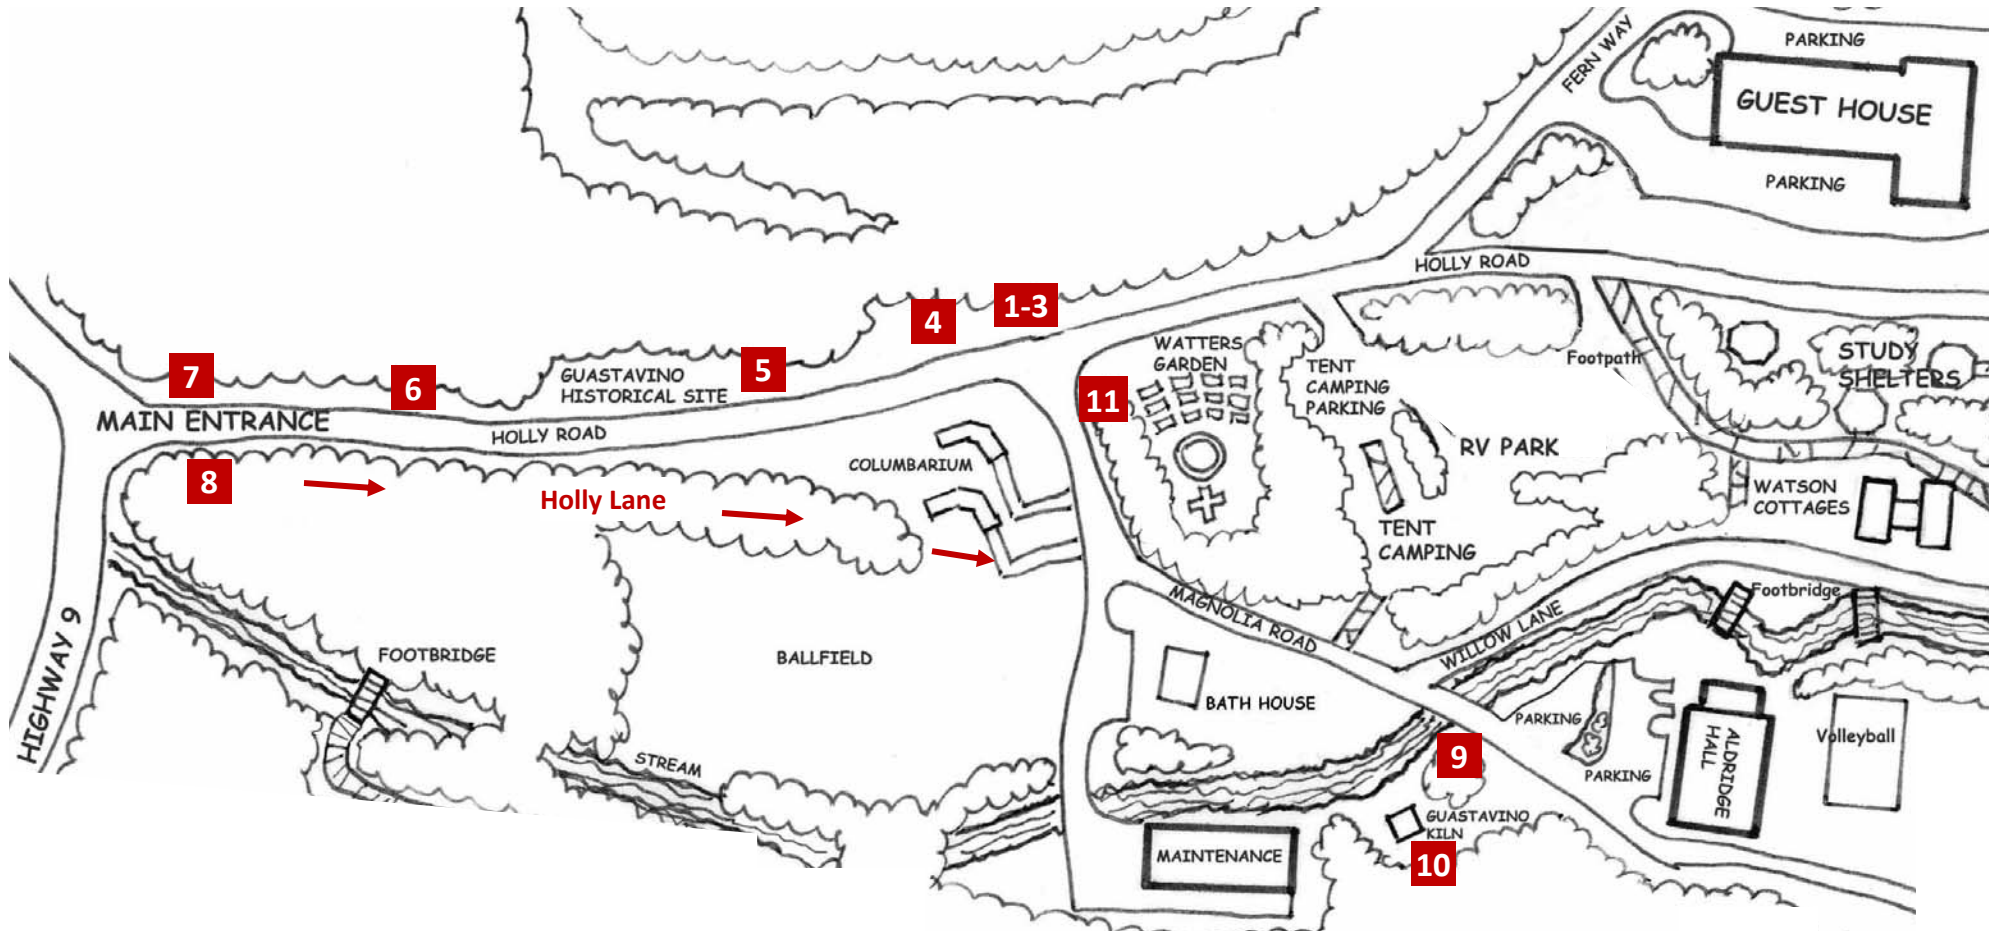 PARKING
FERN WAY
GUEST HOUSE
PARKING
HOLLY ROAD
1-3
4
WATTERS
GARDEN
5
GUASTAVINO
HISTORICAL SITE
6
7
MAIN ENTRANCE
HOLLY ROAD
TENT
CAMPING
PARKING
Footpath
STUDY
SHELTERS
11
RV PARK
COLUMBARIUM
8
Holly Lane
TENT
CAMPING
WATSON
COTTAGES
MAGNOLIA ROAD
WILLOW LANE
Footbridge
HIGHWAY 9
FOOTBRIDGE
BALLFIELD
BATH HOUSE
PARKING
ALDRIDGE
HALL
Volleyball
STREAM
9
PARKING
GUASTAVINO
KILN
MAINTENANCE
10